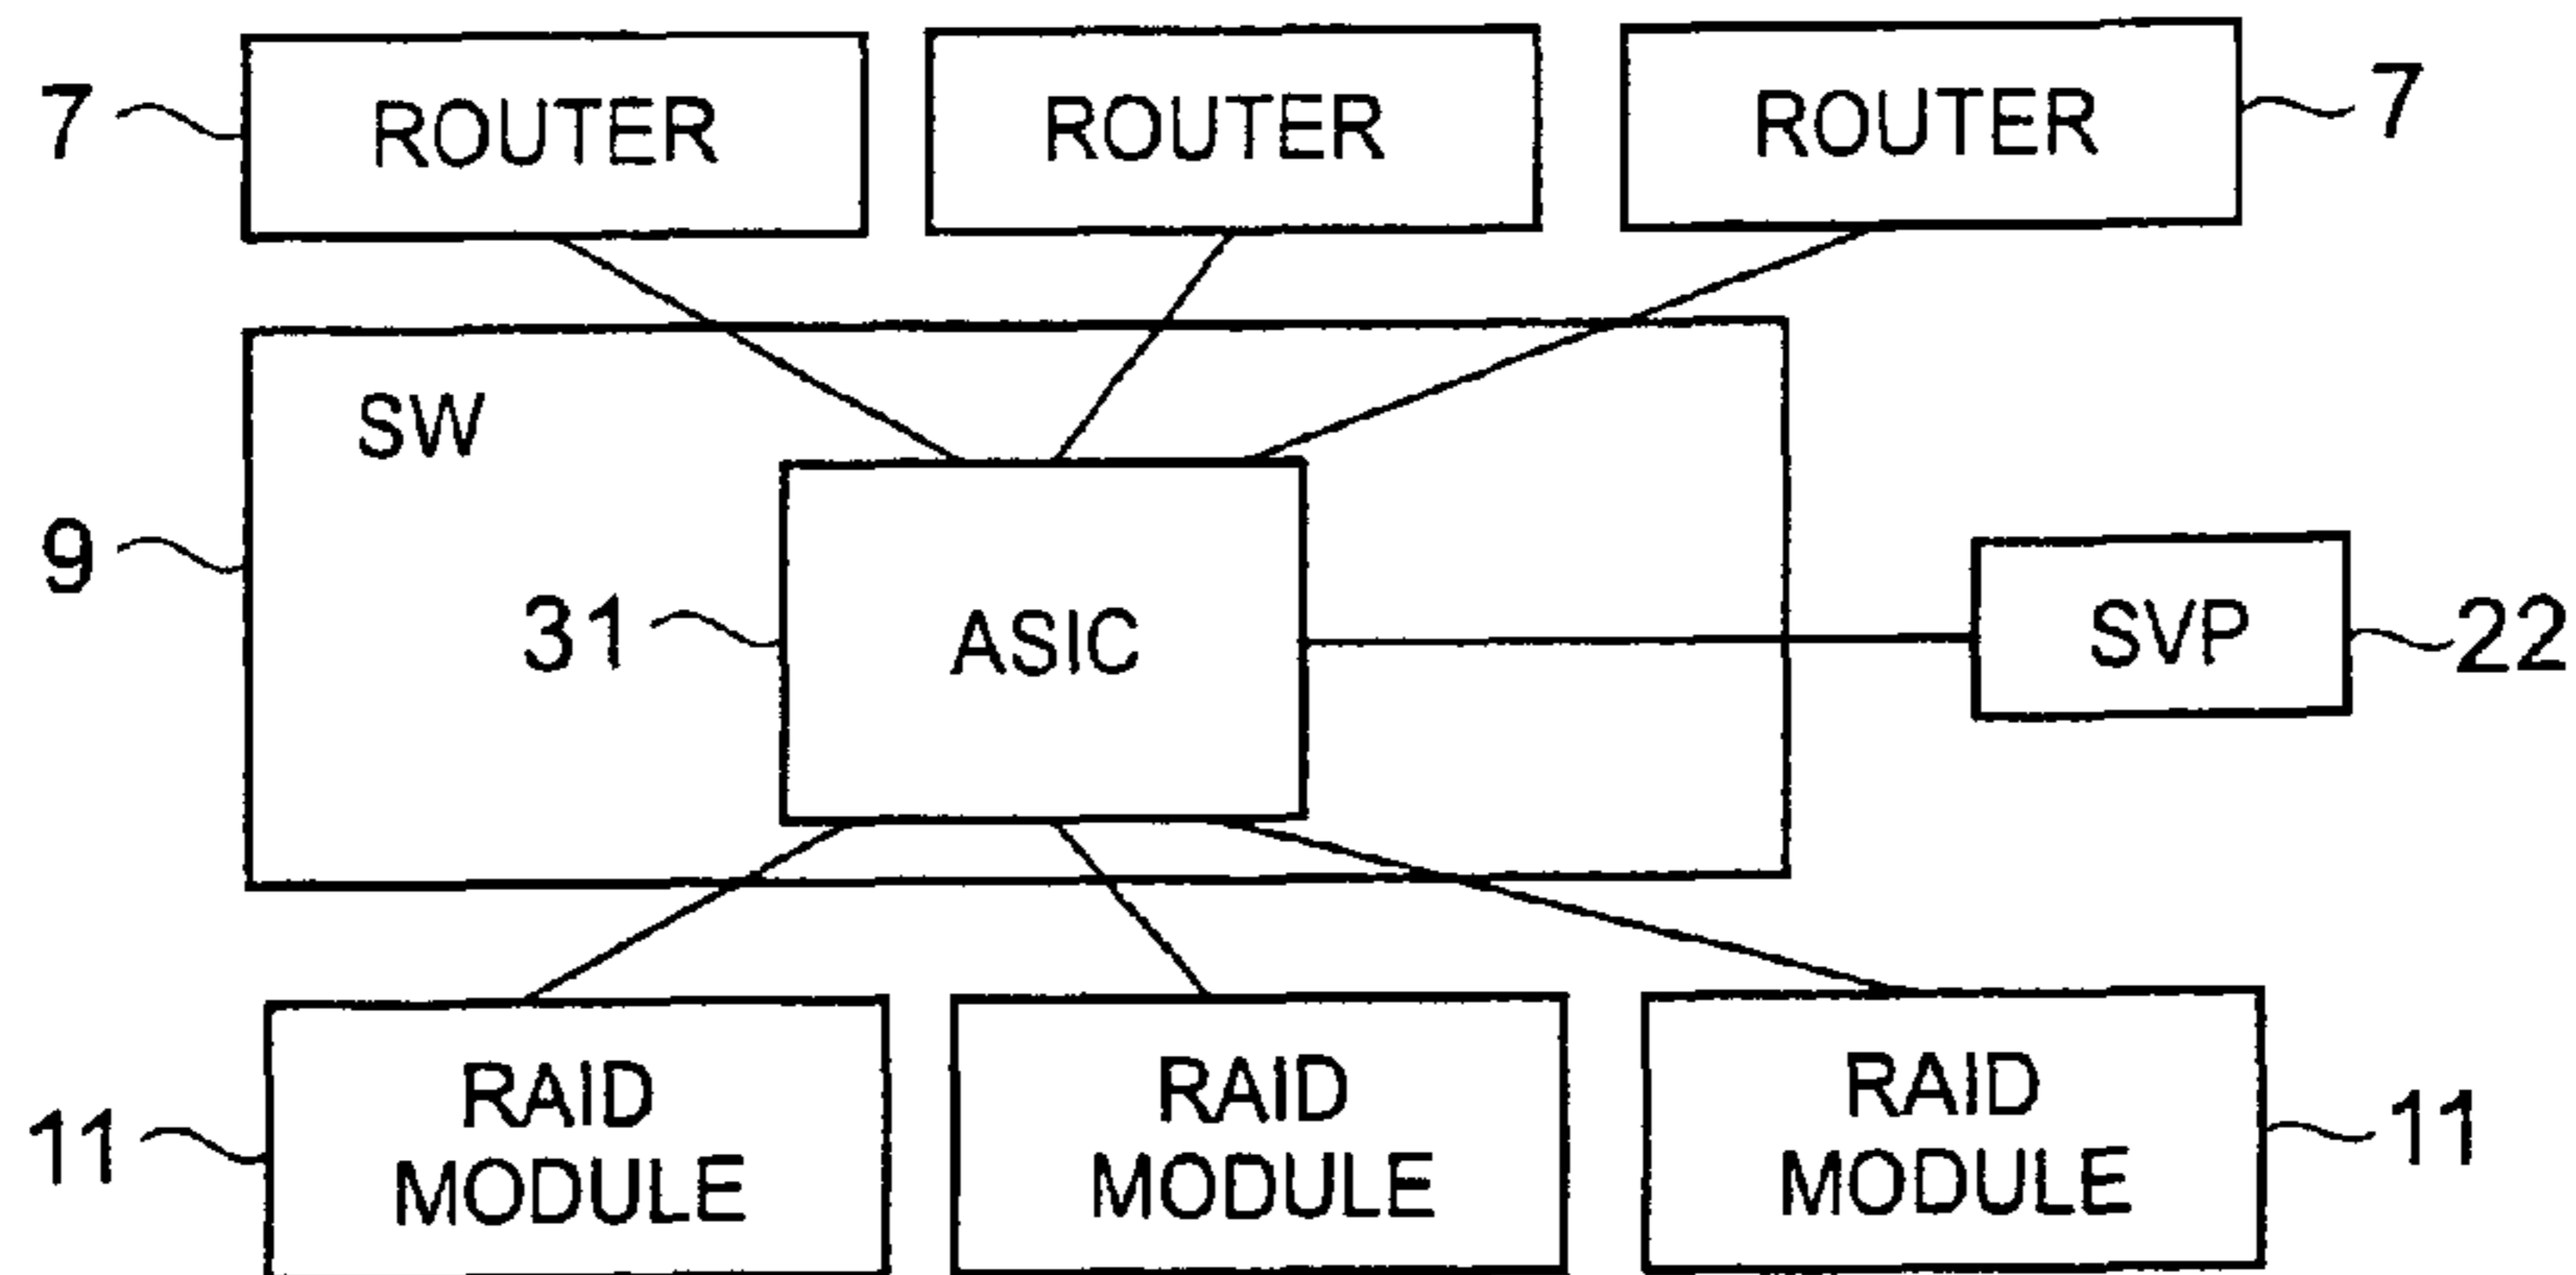 7 ROUTER ROUTER ROUTER 7
SW
9
31 ASIC SVP 22
RAID MODULE
RAID MODULE
RAID MODULE
11 11